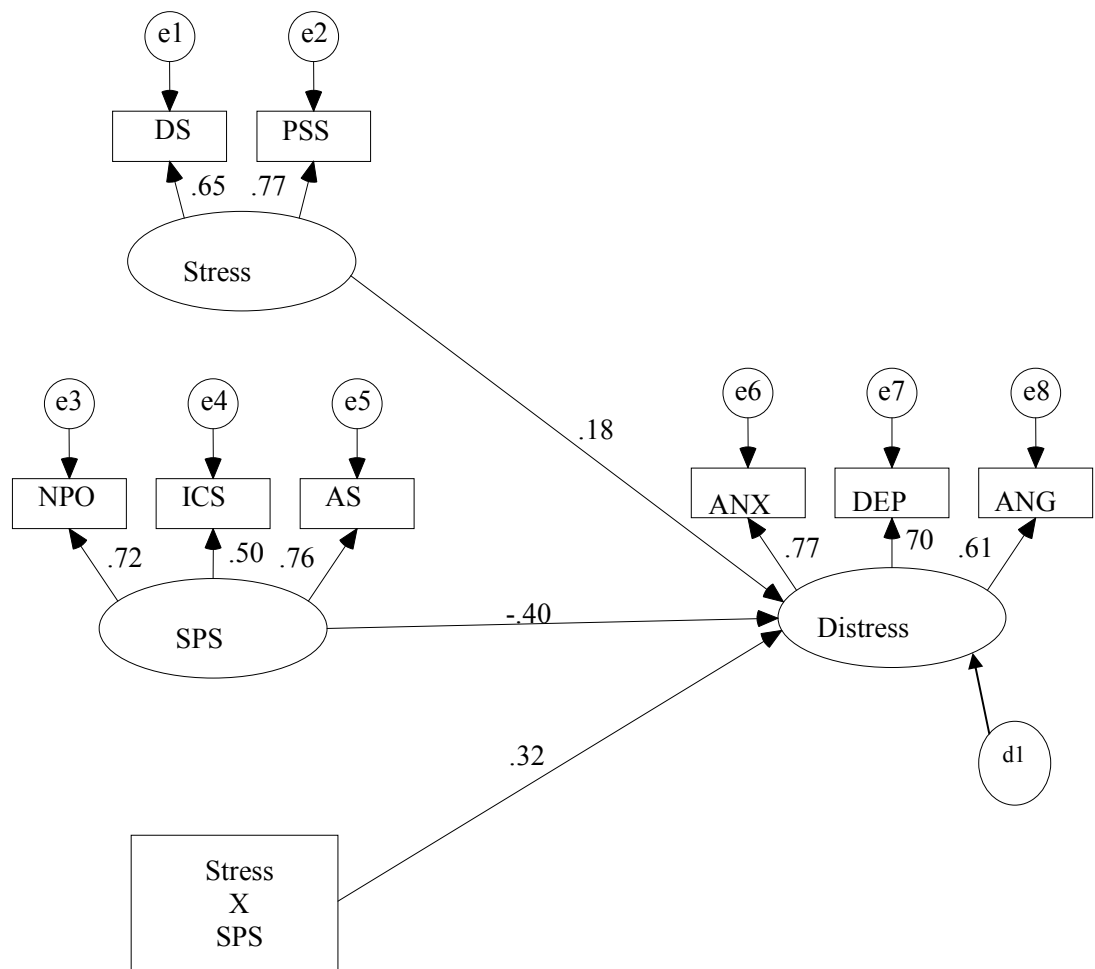 e1 e2
DS PSS
.65 .77
Stress
e3 e4 e5
e6 e7 e8
.18
NPO ICS AS
ANX DEP ANG
.72 .50 .76
.77 70 .61
-.40
SPS
Distress
.32
d1
Stress
X
SPS